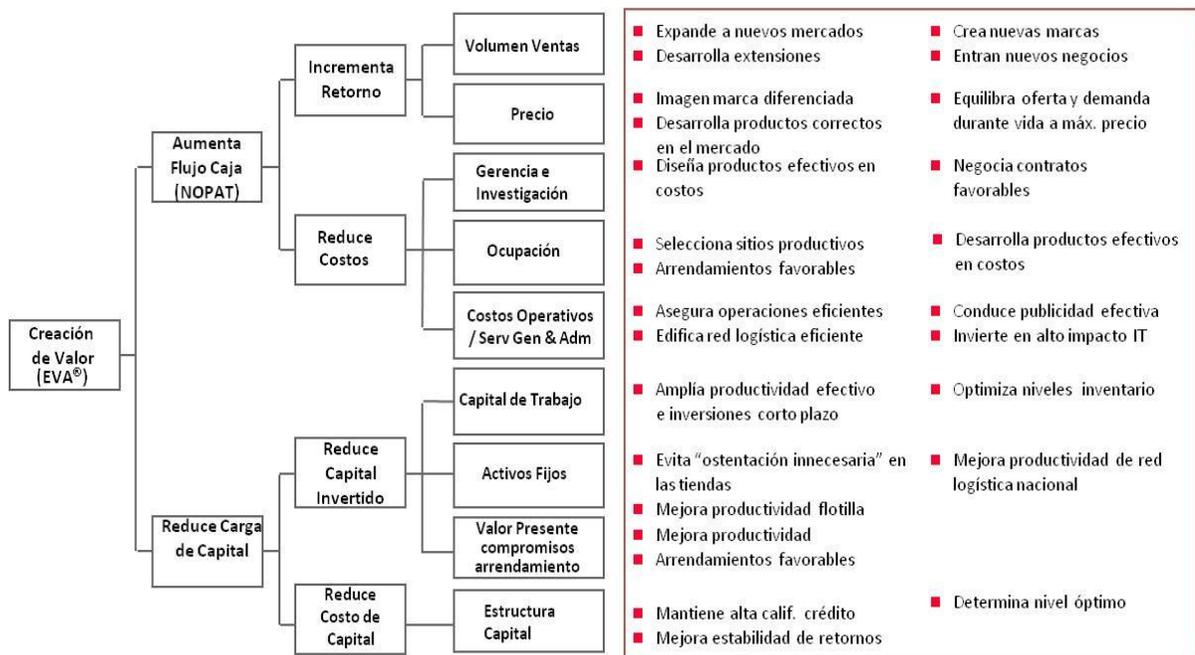 Creación
de Valor
(EVA®)
Aumenta
Flujo Caja
(NOPAT)
Reduce Carga
de Capital
Incrementa
Retorno
Reduce
Costos
Reduce
Capital
Invertido
Reduce
Costo de
Capital
Volumen Ventas
Precio
Gerencia e
Investigación
Ocupación
Costos Operativos
/ Serv Gen & Adm
Capital de Trabajo
Activos Fijos
Valor Presente
compromisos
arrendamiento
Estructura
Capital
Expande a nuevos mercados
Desarrolla extensiones
Imagen marca diferenciada
Desarrolla productos correctos
en el mercado
Diseña productos efectivos en
costos
Selecciona sitios productivos
Arrendamientos favorables
Asegura operaciones eficientes
Edifica red logística eficiente
Amplía productividad efectivo
e inversiones corto plazo
Evita “ostentación innecesaria” en
las tiendas
Mejora productividad flotilla
Mejora productividad
Arrendamientos favorables
Mantiene alta calif. crédito
Mejora estabilidad de retornos
Crea nuevas marcas
Entran nuevos negocios
Equilibra oferta y demanda
durante vida a máx. precio
Negocia contratos
favorables
Desarrolla productos efectivos
en costos
Conduce publicidad efectiva
Invierte en alto impacto IT
Optimiza niveles inventario
Mejora productividad de red
logística nacional
Determina nivel óptimo